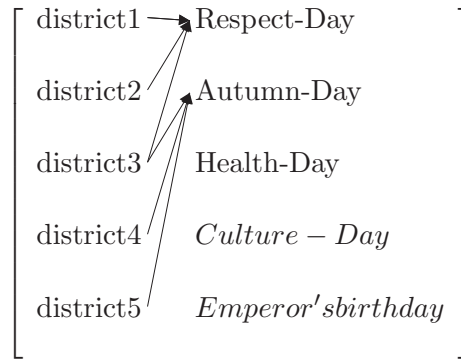 district1 Respect-Day
district2 Autumn-Day
district3 Health-Day
district4 Culture − Day
district5 Emperor'sbirthday